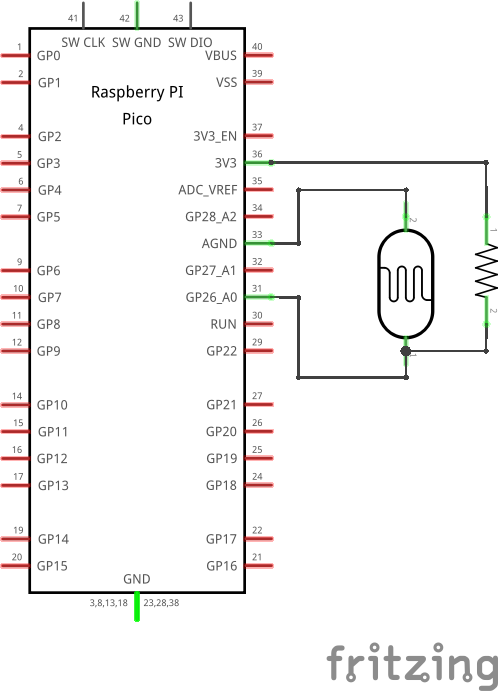 41 42 43
SW CLK SW GND SW DIO
1 GP0 VBUS 40
2 GP1 VSS 39
Raspberry PI
Pico
4 GP2 3V3_EN 37
5 GP3 3V3 36
6 GP4 ADC_VREF 35
7 GP5 GP28_A2 34
AGND 33
9 GP6 GP27_A1 32
10 GP7 GP26_A0 31
11 GP8 RUN 30
12 GP9 GP22 29
14 GP10 GP21 27
15 GP11 GP20 26
16 GP12 GP19 25
17 GP13 GP18 24
19 GP14 GP17 22
20 GP15 GP16 21
GND
3,8,13,18 23,28,38
2
1
1
2
fritzing